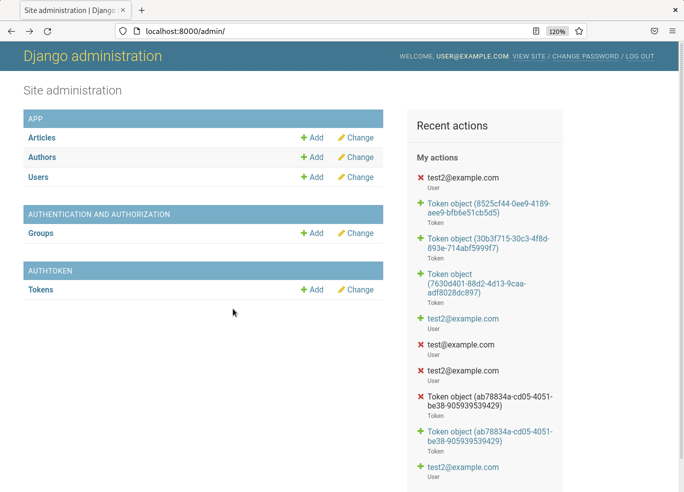 Site administration | Django
localhost:8000/admin/
120%
Django administration
WELCOME, USER@EXAMPLE.COM. VIEW SITE / CHANGE PASSWORD / LOG OUT
Site administration
APP
Articles Add Change
Authors Add Change
Users Add Change
AUTHENTICATION AND AUTHORIZATION
Groups Add Change
AUTHTOKEN
Tokens Add Change
Recent actions
My actions
test2@example.com
User
Token object (8525cf44-0ee9-4189-
aee9-bfb6e51cb5d5)
Token
Token object (30b3f715-30c3-4f8d-
893e-714abf5999f7)
Token
Token object
(7630d401-88d2-4d13-9caa-
adf8028dc897)
Token
test2@example.com
User
test@example.com
User
test2@example.com
User
Token object (ab78834a-cd05-4051-
be38-905939539429)
Token
Token object (ab78834a-cd05-4051-
be38-905939539429)
Token
test2@example.com
User